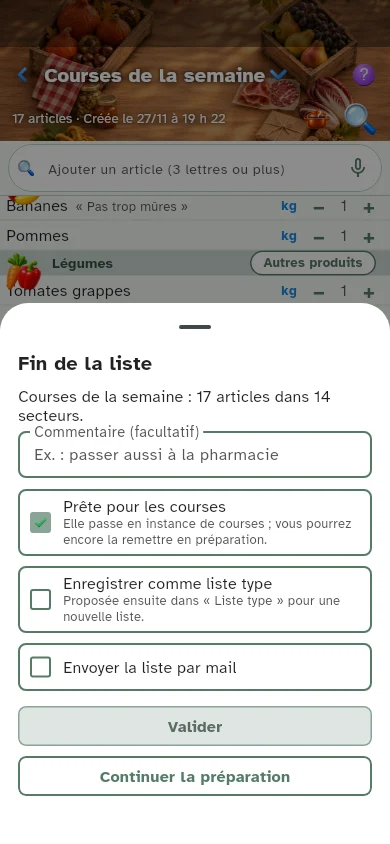 Courses de la semaine
?
17 articles · Créée le 27/11 à 19 h 22
Ajouter un article (3 lettres ou plus)
Bananes « Pas trop mûres » kg − 1 +
Pommes kg − 1 +
Légumes Autres produits
Tomates grappes kg − 1 +
Fin de la liste
Courses de la semaine : 17 articles dans 14
secteurs.
Commentaire (facultatif)
Ex. : passer aussi à la pharmacie
Prête pour les courses
Elle passe en instance de courses ; vous pourrez
encore la remettre en préparation.
Enregistrer comme liste type
Proposée ensuite dans « Liste type » pour une
nouvelle liste.
Envoyer la liste par mail
Valider
Continuer la préparation